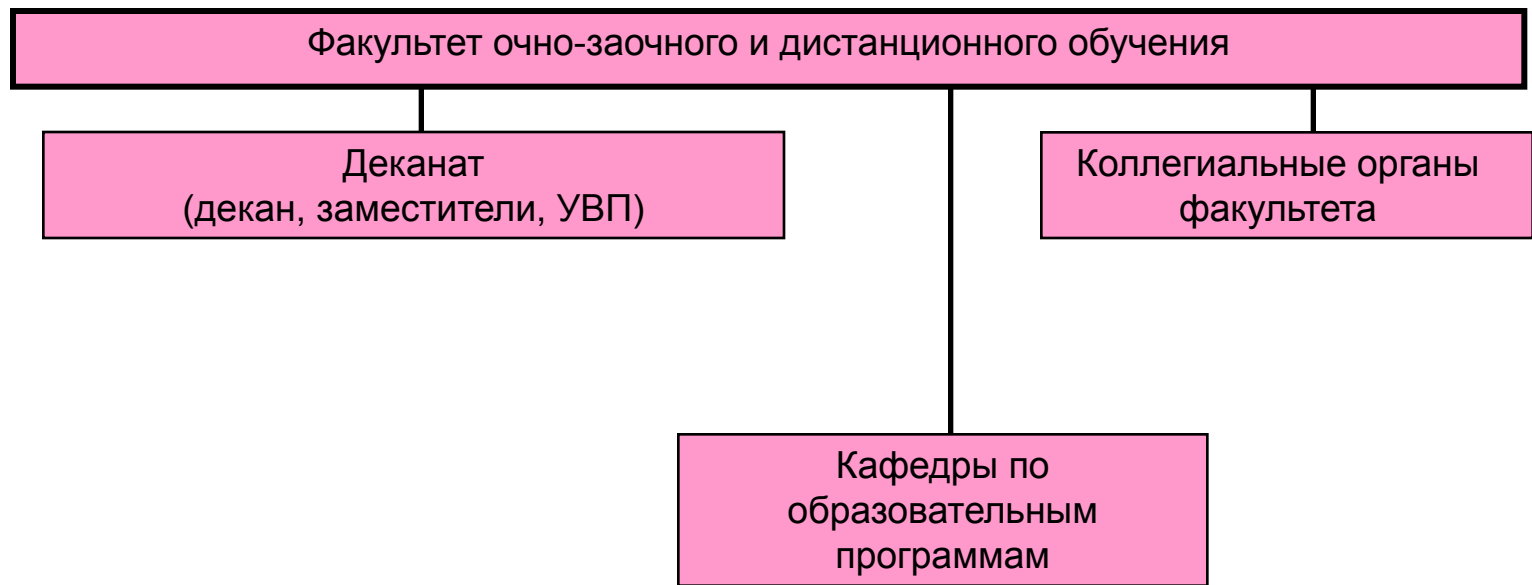 Факультет очно-заочного и дистанционного обучения
Деканат
(декан, заместители, УВП)
Коллегиальные органы
факультета
Кафедры по
образовательным
программам